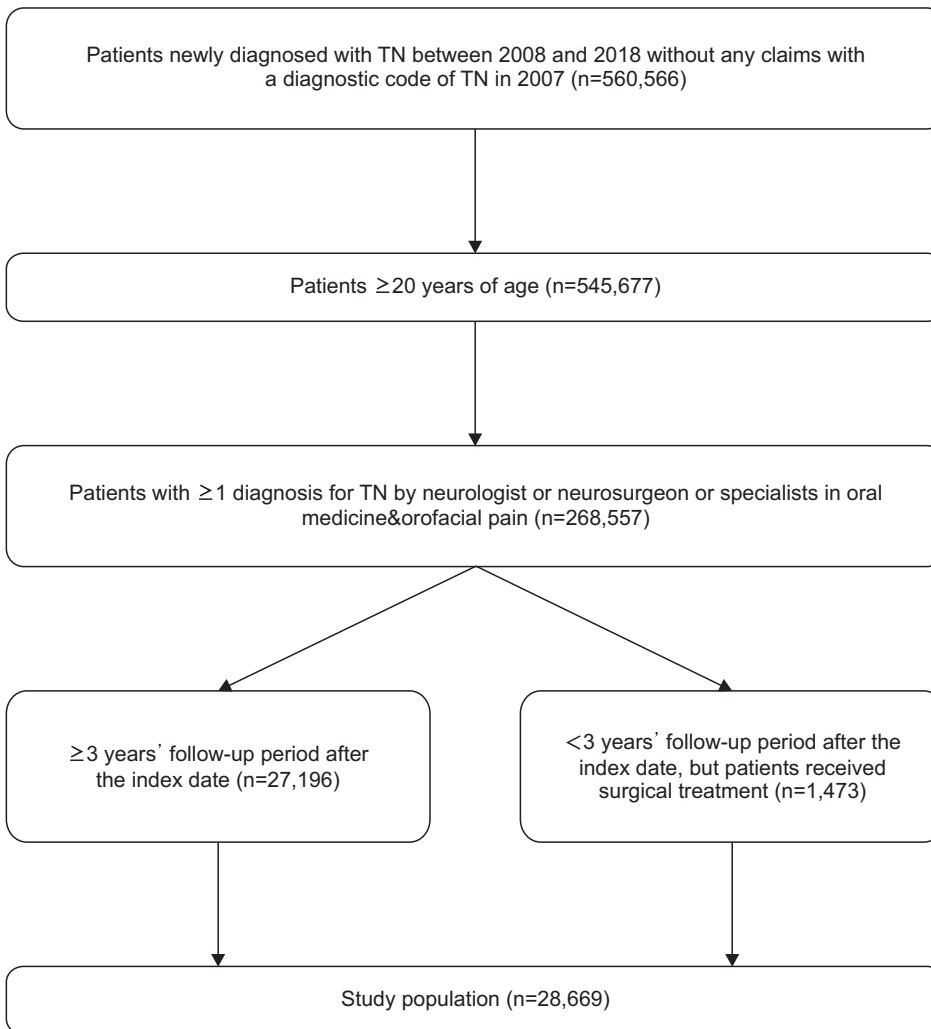 Patients newly diagnosed with TN between 2008 and 2018 without any claims with
a diagnostic code of TN in 2007 (n=560,566)
Patients ≥20 years of age (n=545,677)
Patients with ≥1 diagnosis for TN by neurologist or neurosurgeon or specialists in oral
medicine&orofacial pain (n=268,557)
≥3 years’ follow-up period after
the index date (n=27,196)
<3 years’ follow-up period after the
index date, but patients received
surgical treatment (n=1,473)
Study population (n=28,669)